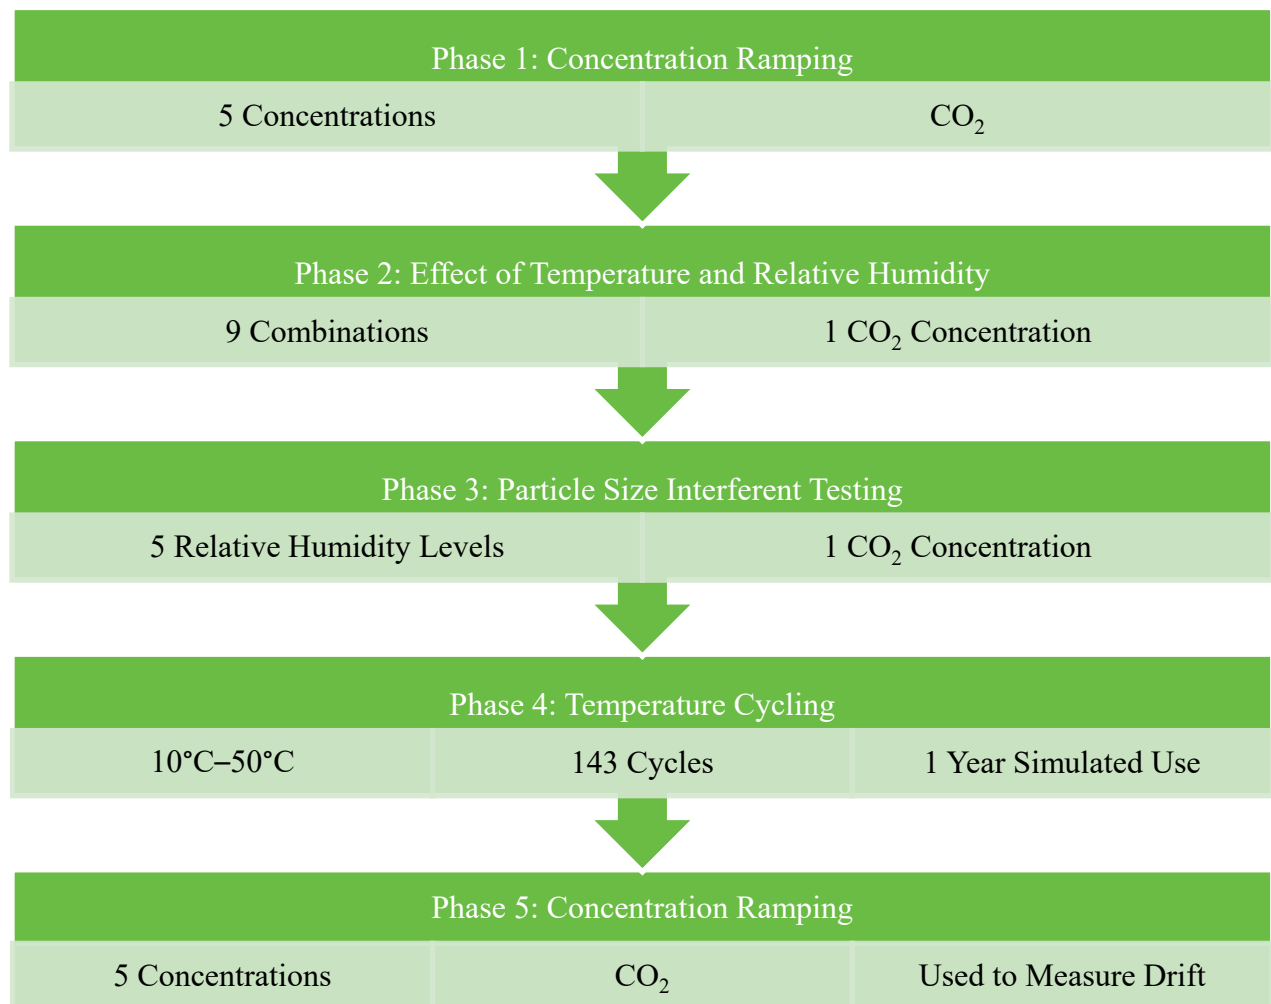 Phase 1: Concentration Ramping
5 Concentrations
CO₂
Phase 2: Effect of Temperature and Relative Humidity
9 Combinations
1 CO₂ Concentration
Phase 3: Particle Size Interferent Testing
5 Relative Humidity Levels
1 CO₂ Concentration
Phase 4: Temperature Cycling
10°C–50°C
143 Cycles
1 Year Simulated Use
Phase 5: Concentration Ramping
5 Concentrations
CO₂
Used to Measure Drift